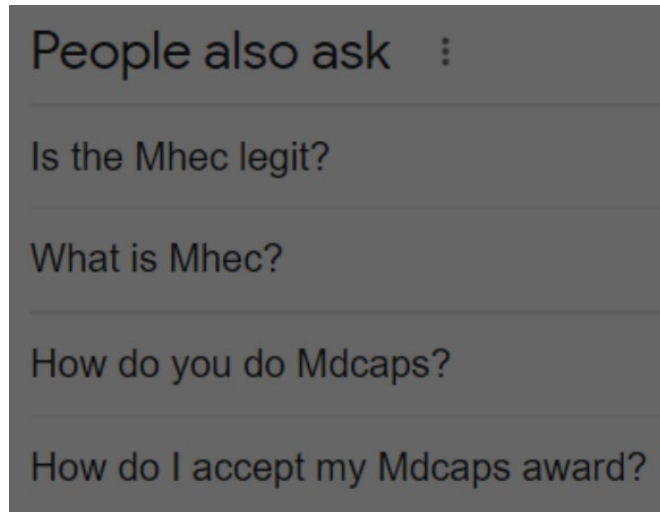 People also ask
Is the Mhec legit?
What is Mhec?
How do you do Mdcaps?
How do I accept my Mdcaps award?